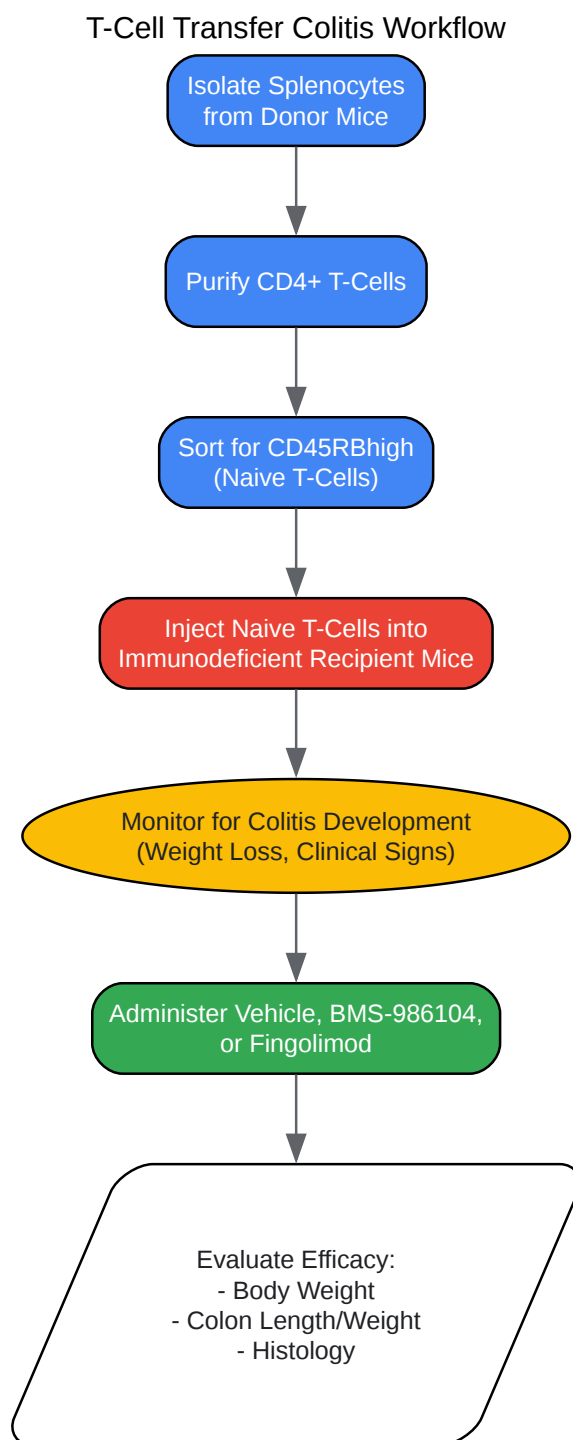 T-Cell Transfer Colitis Workflow
Isolate Splenocytes
from Donor Mice
Purify CD4+ T-Cells
Sort for CD45RBhigh
(Naive T-Cells)
Inject Naive T-Cells into
Immunodeficient Recipient Mice
Monitor for Colitis Development
(Weight Loss, Clinical Signs)
Administer Vehicle, BMS-986104,
or Fingolimod
Evaluate Efficacy:
- Body Weight
- Colon Length/Weight
- Histology